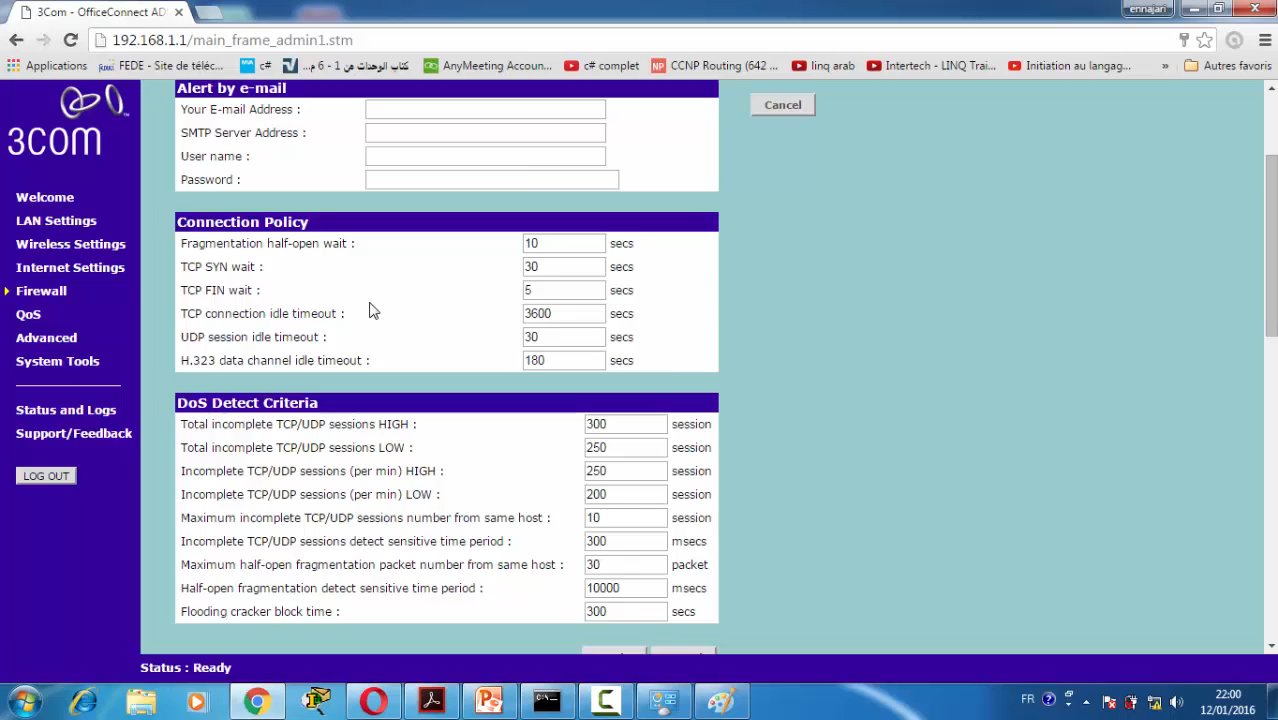 3Com - OfficeConnect AD
ennajari
192.168.1.1/main_frame_admin1.stm
Applications
FEDE - Site de téléc...
c#
كتاب الوحدات من 1 - 6 م...
AnyMeeting Accoun...
c# complet
CCNP Routing (642 ...
linq arab
Intertech - LINQ Trai...
Initiation au langag...
»
Autres favoris
3COM
Welcome
LAN Settings
Wireless Settings
Internet Settings
Firewall
QoS
Advanced
System Tools
Status and Logs
Support/Feedback
LOG OUT
Alert by e-mail
Your E-mail Address :
SMTP Server Address :
User name :
Password :
Cancel
Connection Policy
Fragmentation half-open wait : 10 secs
TCP SYN wait : 30 secs
TCP FIN wait : 5 secs
TCP connection idle timeout : 3600 secs
UDP session idle timeout : 30 secs
H.323 data channel idle timeout : 180 secs
DoS Detect Criteria
Total incomplete TCP/UDP sessions HIGH : 300 session
Total incomplete TCP/UDP sessions LOW : 250 session
Incomplete TCP/UDP sessions (per min) HIGH : 250 session
Incomplete TCP/UDP sessions (per min) LOW : 200 session
Maximum incomplete TCP/UDP sessions number from same host : 10 session
Incomplete TCP/UDP sessions detect sensitive time period : 300 msecs
Maximum half-open fragmentation packet number from same host : 30 packet
Half-open fragmentation detect sensitive time period : 10000 msecs
Flooding cracker block time : 300 secs
Status : Ready
FR
22:00
12/01/2016